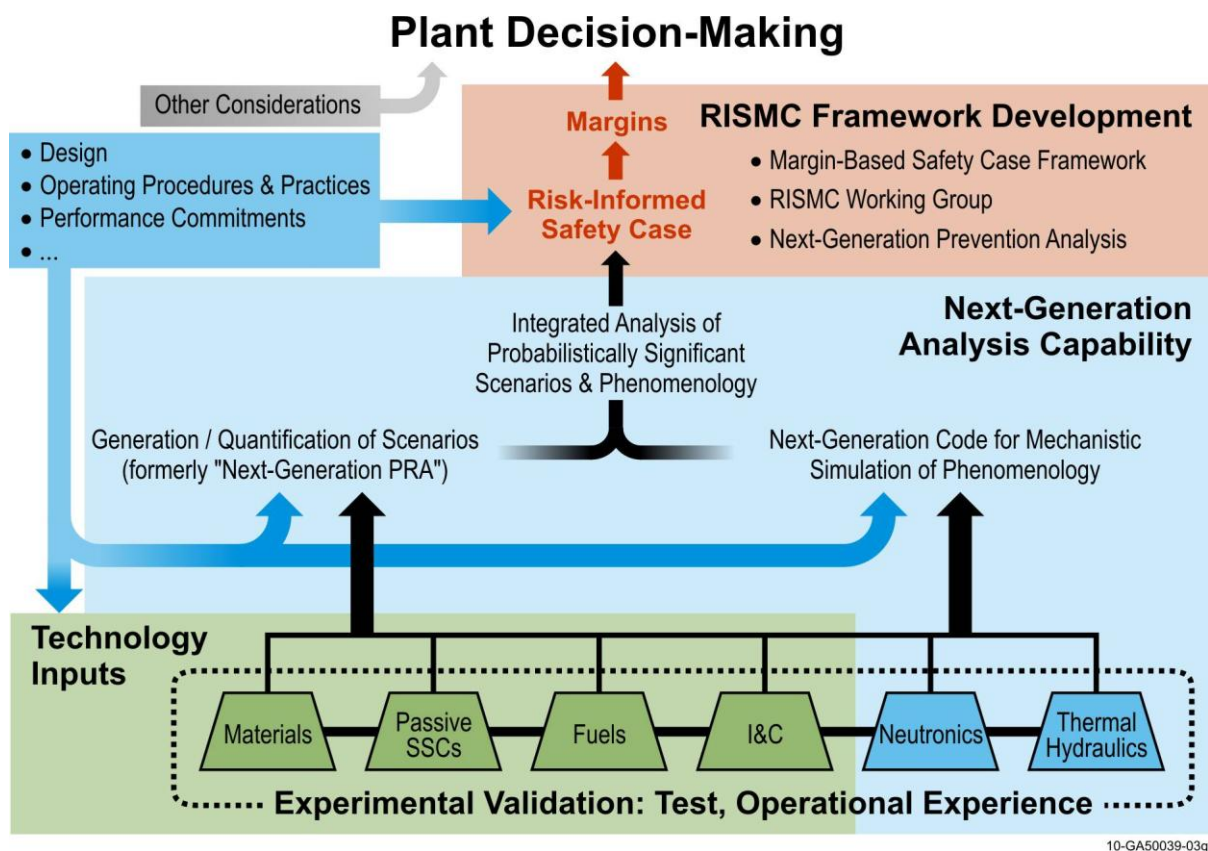 Plant Decision-Making
Other Considerations
• Design
• Operating Procedures & Practices
• Performance Commitments
• ...
Margins
Risk-Informed
Safety Case
RISMC Framework Development
• Margin-Based Safety Case Framework
• RISMC Working Group
• Next-Generation Prevention Analysis
Next-Generation
Analysis Capability
Integrated Analysis of
Probabilistically Significant
Scenarios & Phenomenology
Generation / Quantification of Scenarios
(formerly "Next-Generation PRA")
Next-Generation Code for Mechanistic
Simulation of Phenomenology
Technology
Inputs
Materials
Passive
SSCs
Fuels
I&C
Neutronics
Thermal
Hydraulics
Experimental Validation: Test, Operational Experience
10-GA50039-03g